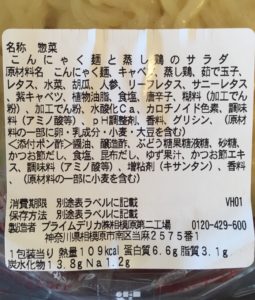 名称 惣菜
こんにゃく麺と蒸し鶏のサラダ
原材料名 こんにゃく麺、キャベツ、蒸し鶏、茹で玉子、
レタス、水菜、胡瓜、人参、リーフレタス、サニーレタス
、紫キャベツ、植物油脂、食塩、唐辛子、糊料（加工でん
粉）、加工でん粉、水酸化Ca、カロチノイド色素、調味
料（アミノ酸等）、pH調整剤、香料、グリシン、（原材
料の一部に卵・乳成分・小麦・大豆を含む）
＜添付ポン酢＞醤油、醸造酢、ぶどう糖果糖液糖、砂糖、
かつお節だし、食塩、昆布だし、ゆず果汁、かつおエキス
、調味料（アミノ酸等）、増粘剤（キサンタン）、香料、
（原材料の一部に小麦を含む）
消費期限 別途表ラベルに記載 VH01
保存方法 別途表ラベルに記載
製造者 プライムデリカ㈱相模原第二工場 0120-429-600
神奈川県相模原市南区当麻2575番1
1包装当り 熱量109kcal 蛋白質6.6g 脂質3.1g
炭水化物13.8g Na1.2g